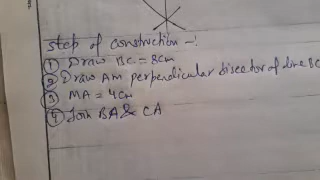 step of construction -:
① Draw BC = 8cm
② Draw AM perpendicular bisector of line BC
③ MA = 4cm
④ Join BA & CA